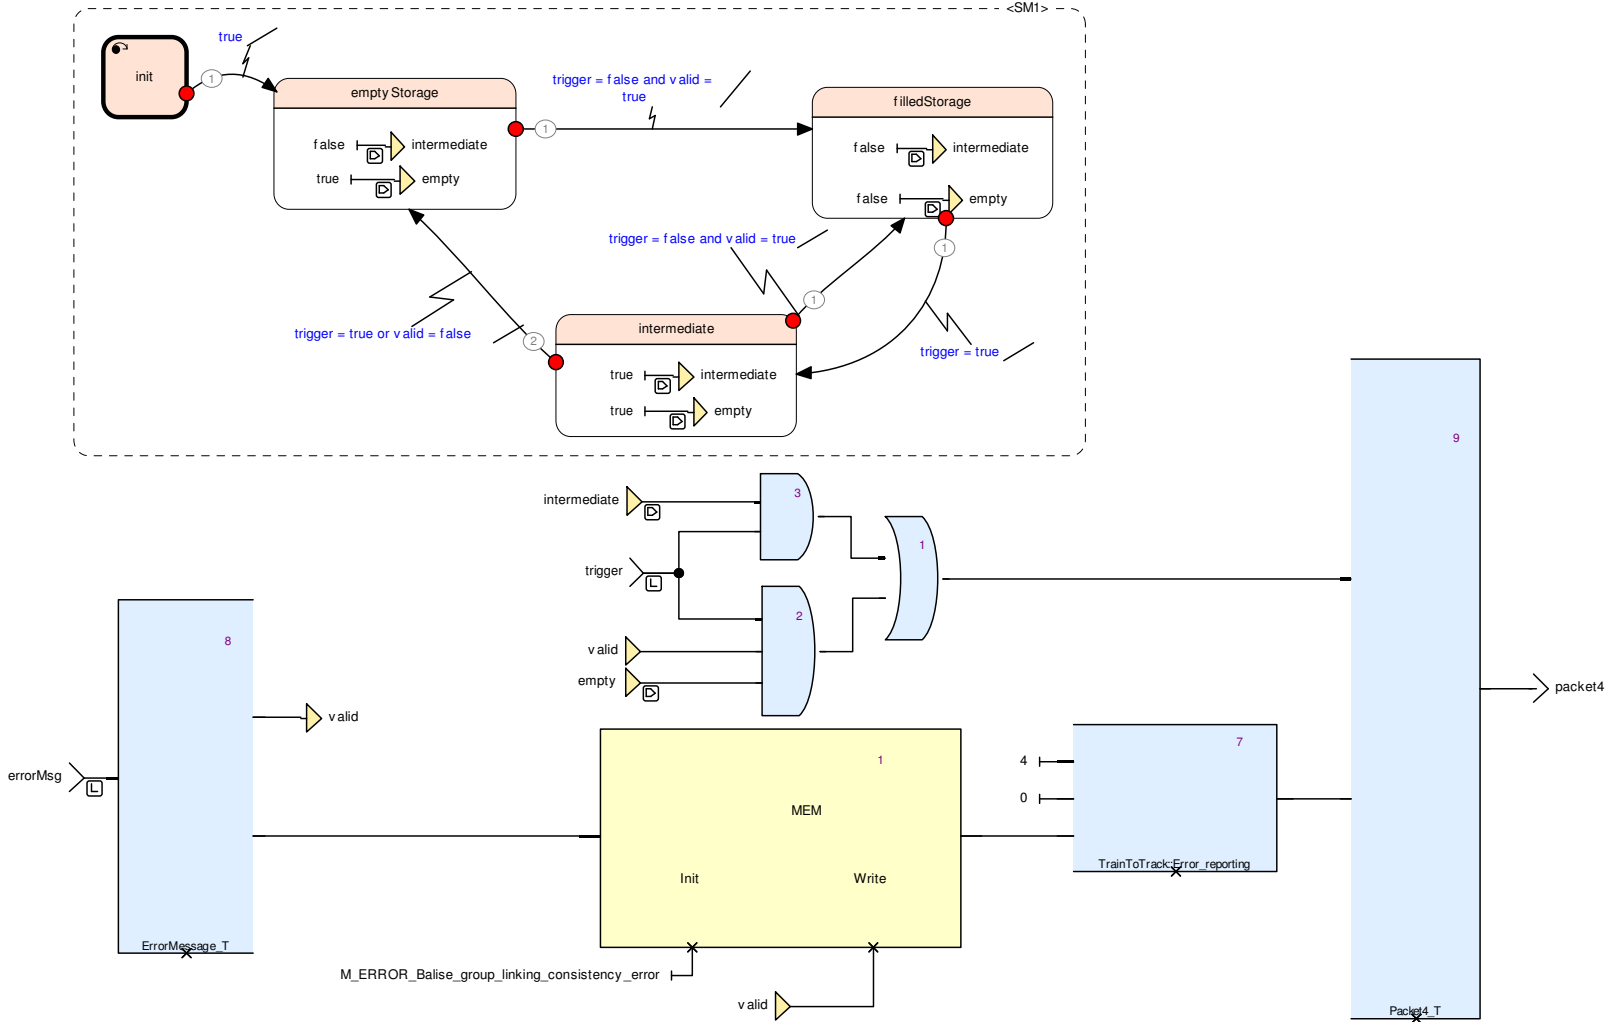 <SM1>
true
init
1
empty Storage
false
intermediate
true
empty
1
trigger = false and valid =
true
filledStorage
false
intermediate
false
empty
1
trigger = false and valid = true
1
trigger = true
trigger = true or valid = false
2
intermediate
true
intermediate
true
empty
9
intermediate
D
3
trigger
L
1
2
valid
empty
D
8
valid
errorMsg
L
ErrorMessage_T
1
MEM
Init
Write
M_ERROR_Balise_group_linking_consistency_error
valid
4
0
7
TrainToTrack::Error_reporting
packet4
Packet4_T